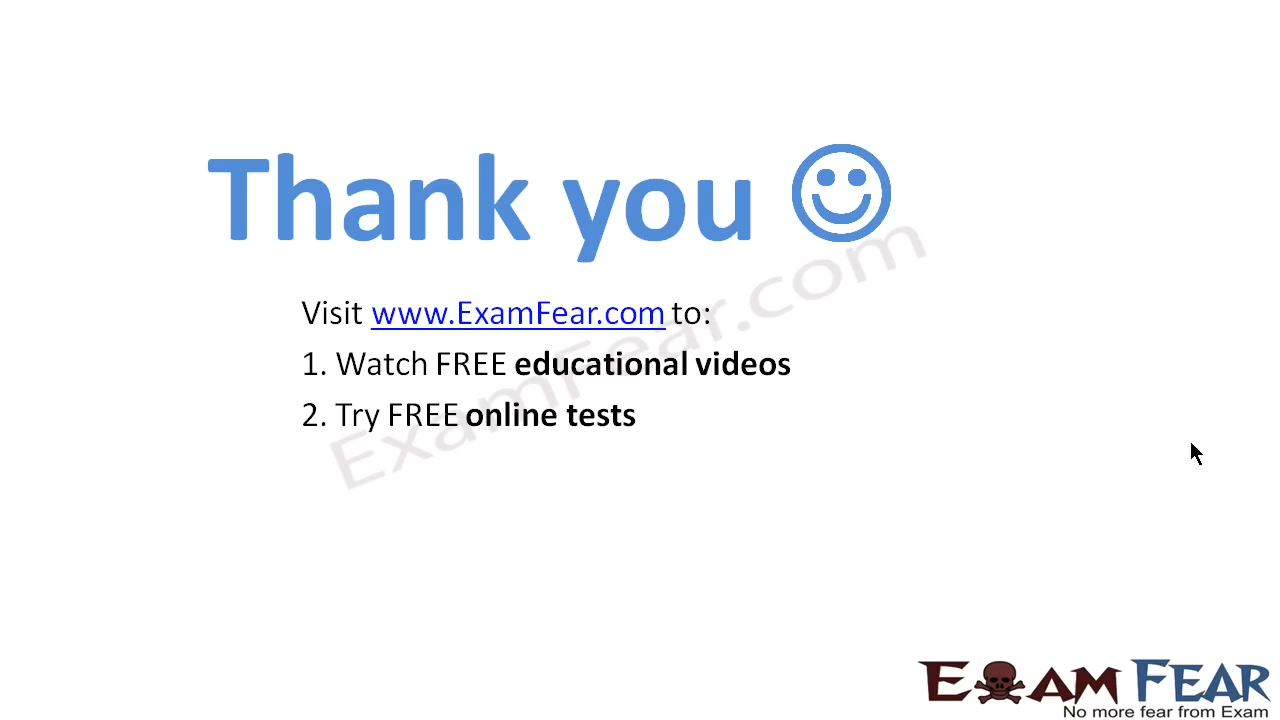 Thank you
Visit www.ExamFear.com to:
1. Watch FREE educational videos
2. Try FREE online tests
ExamFear.com
EXAM FEAR
No more fear from Exam